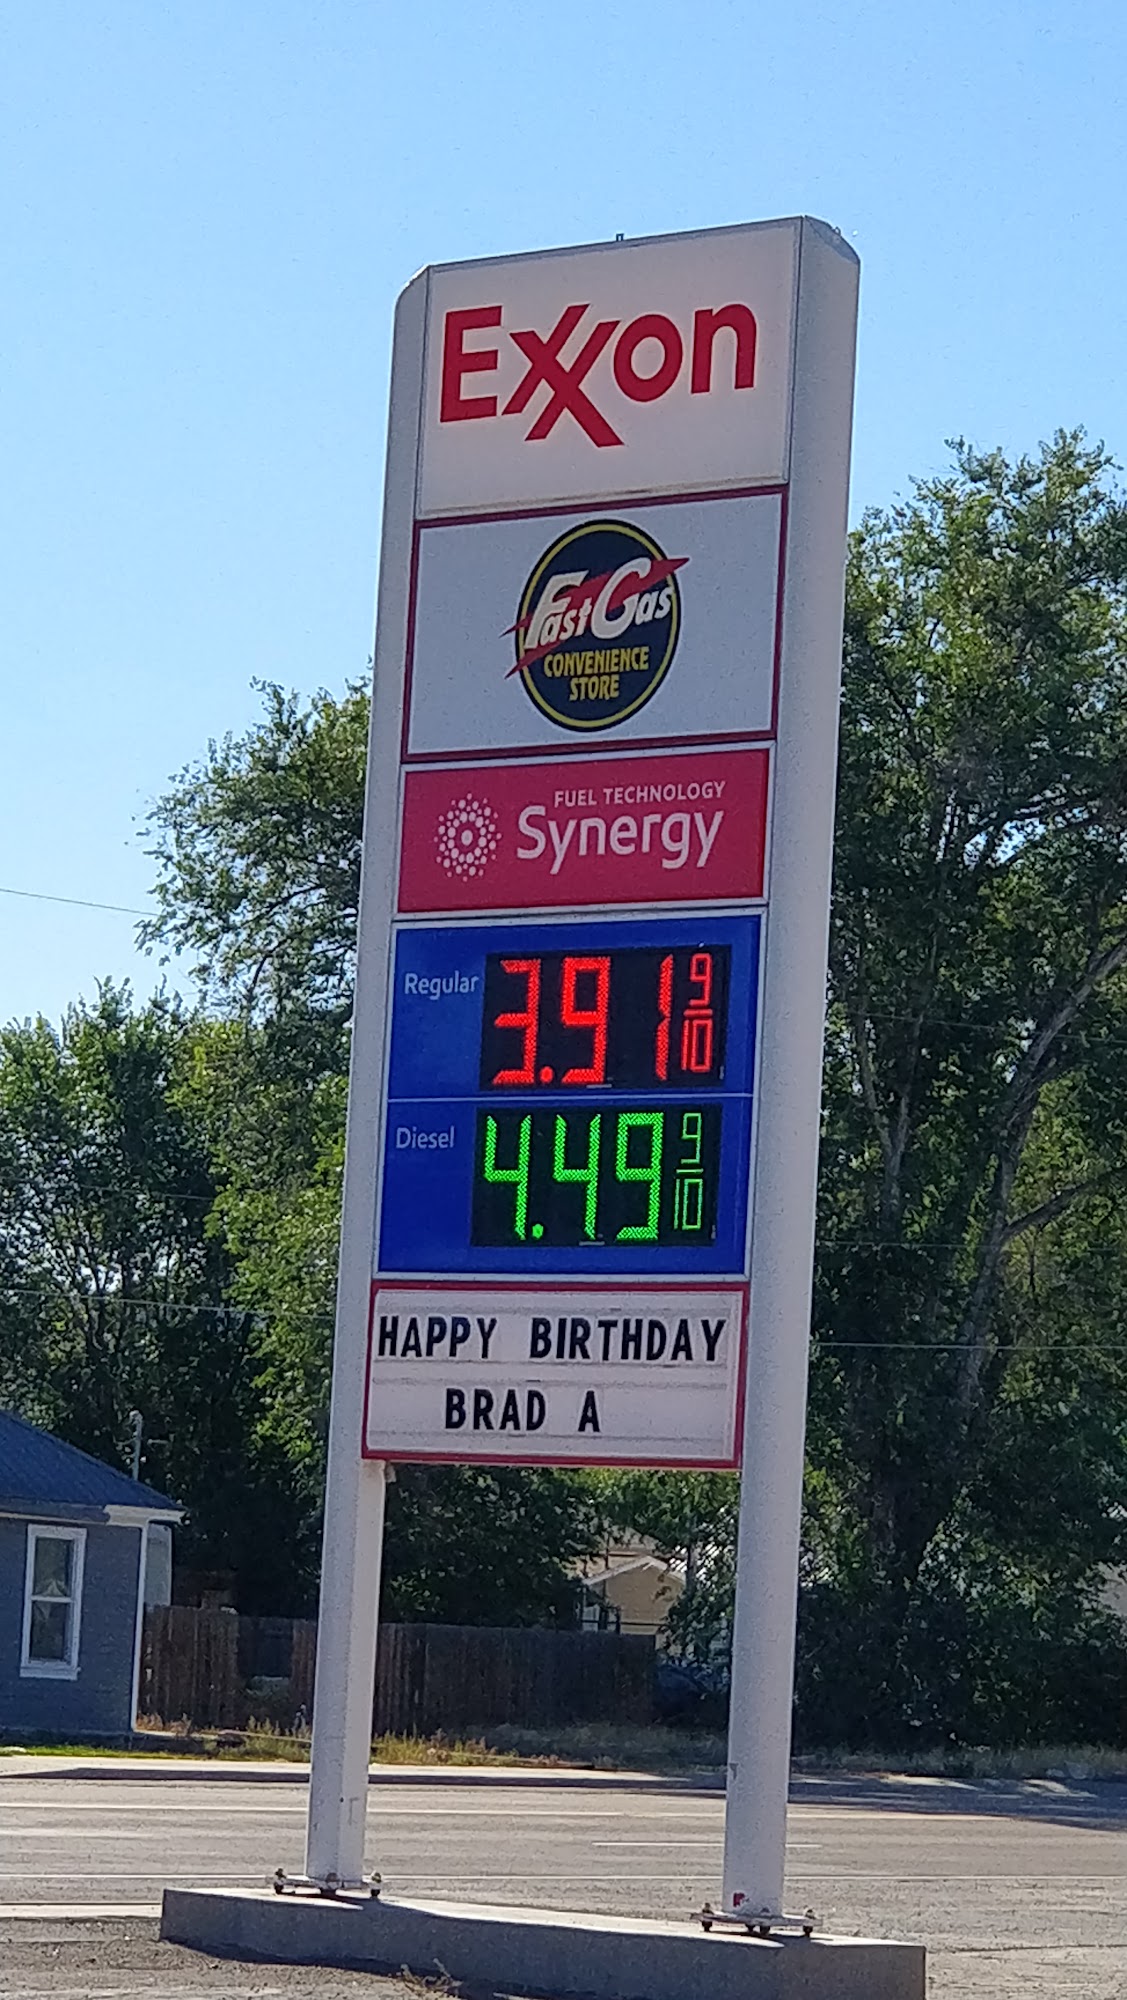 Exxon
Fast Gas
CONVENIENCE
STORE
FUEL TECHNOLOGY
Synergy
Regular 3.91 9/10
Diesel 4.49 9/10
HAPPY BIRTHDAY
BRAD A